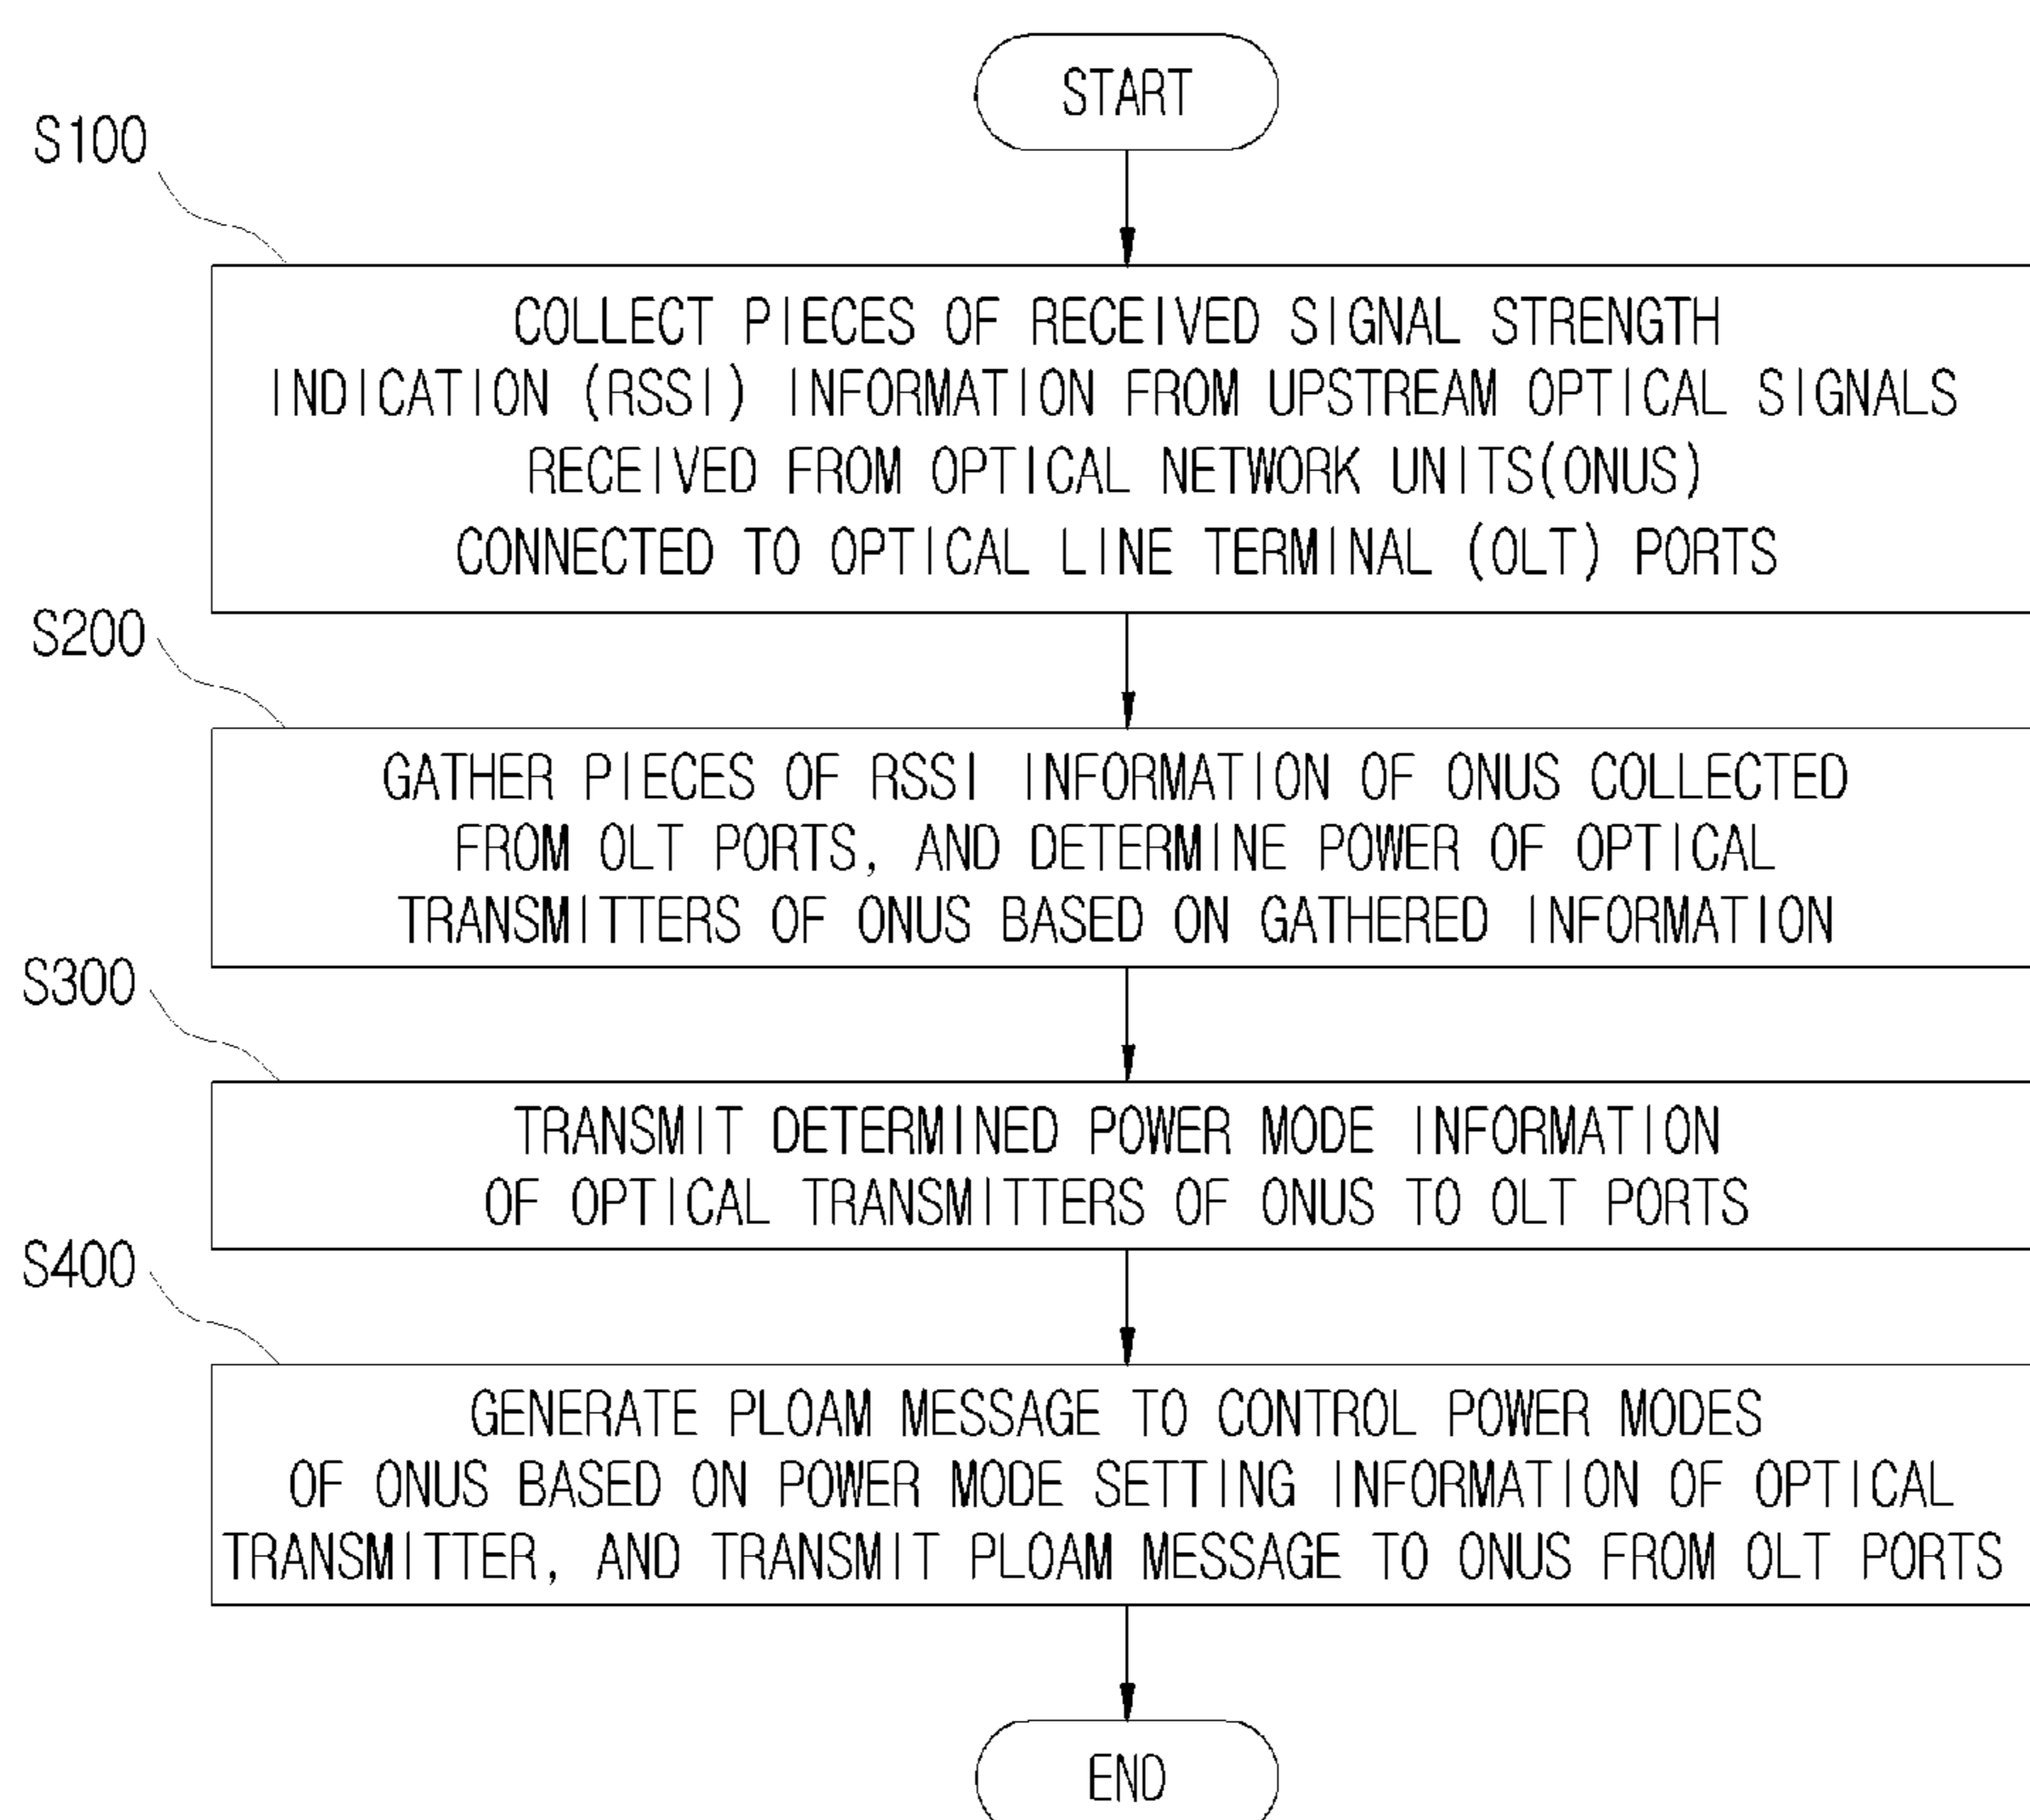 START
S100
COLLECT PIECES OF RECEIVED SIGNAL STRENGTH
INDICATION (RSSI) INFORMATION FROM UPSTREAM OPTICAL SIGNALS
RECEIVED FROM OPTICAL NETWORK UNITS(ONUS)
CONNECTED TO OPTICAL LINE TERMINAL (OLT) PORTS
S200
GATHER PIECES OF RSSI INFORMATION OF ONUS COLLECTED
FROM OLT PORTS, AND DETERMINE POWER OF OPTICAL
TRANSMITTERS OF ONUS BASED ON GATHERED INFORMATION
S300
TRANSMIT DETERMINED POWER MODE INFORMATION
OF OPTICAL TRANSMITTERS OF ONUS TO OLT PORTS
S400
GENERATE PLOAM MESSAGE TO CONTROL POWER MODES
OF ONUS BASED ON POWER MODE SETTING INFORMATION OF OPTICAL
TRANSMITTER, AND TRANSMIT PLOAM MESSAGE TO ONUS FROM OLT PORTS
END